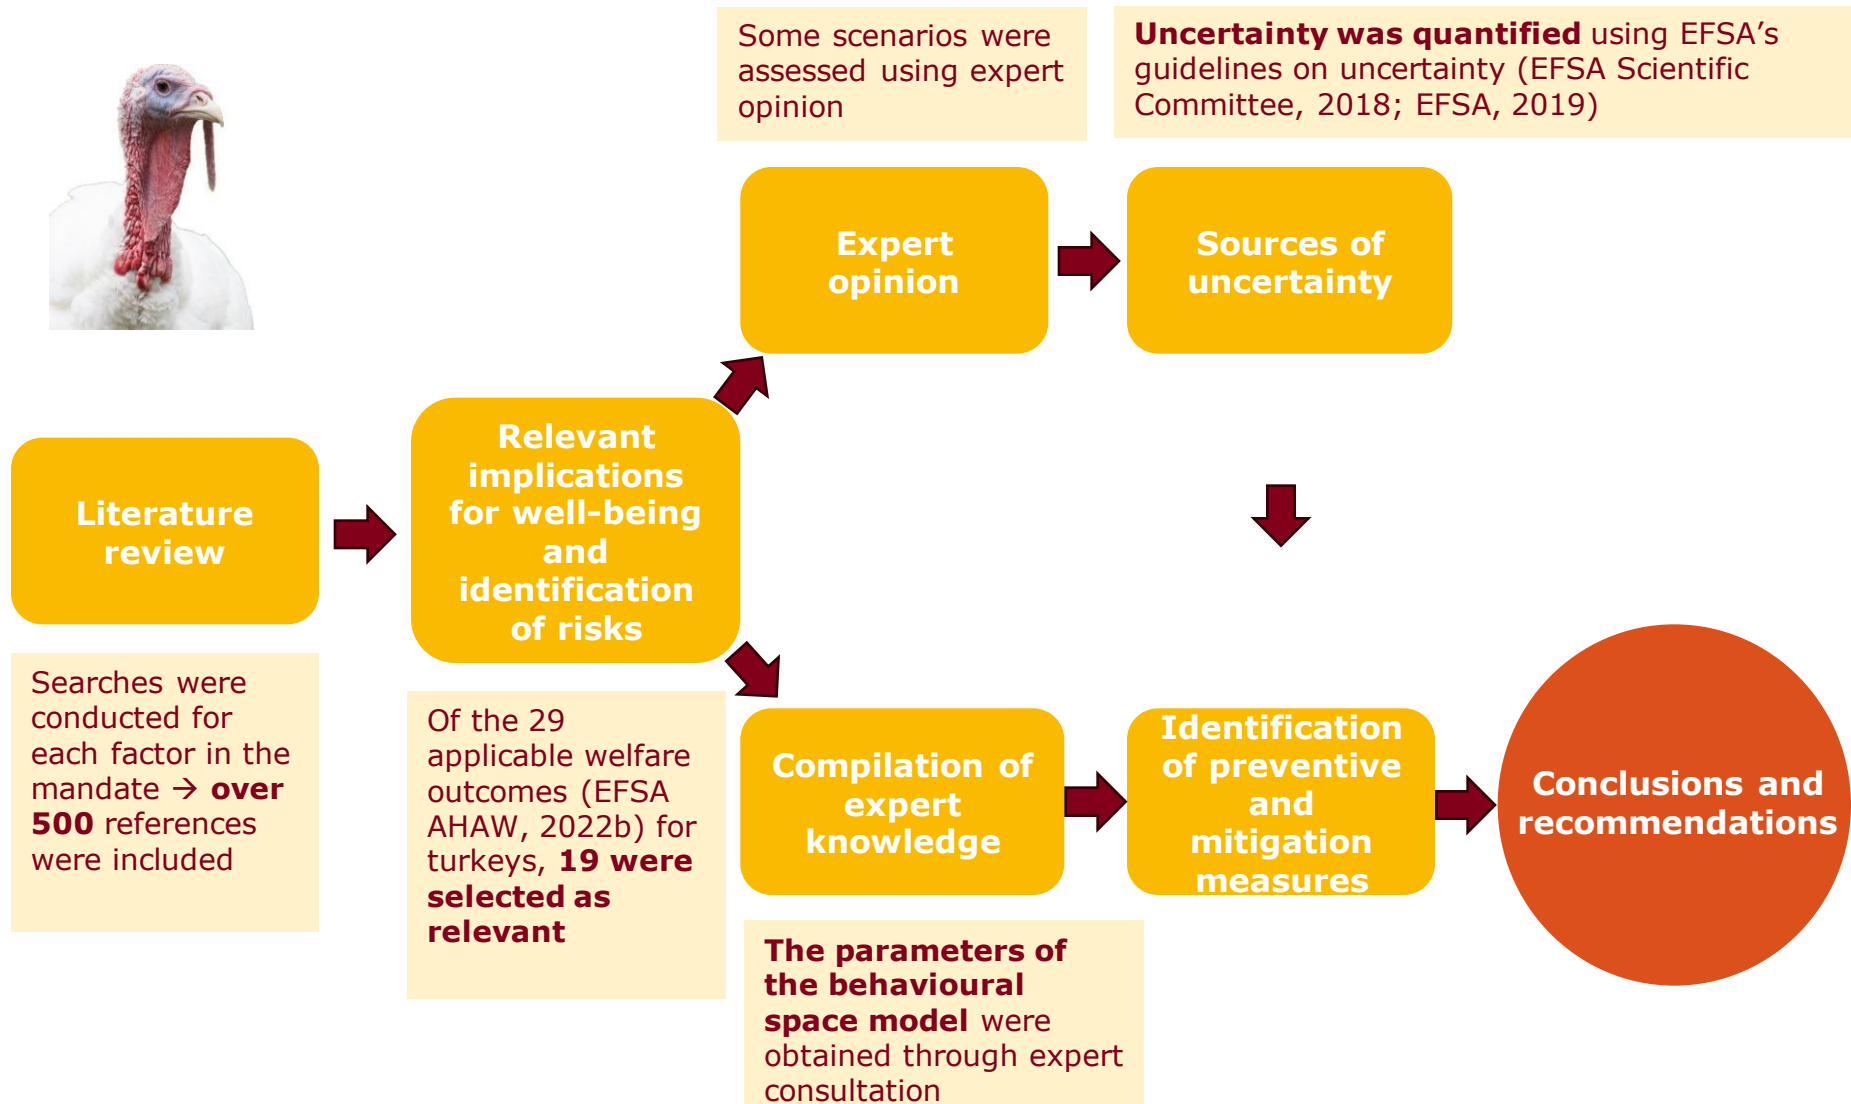 Some scenarios were
assessed using expert
opinion
Uncertainty was quantified using EFSA's
guidelines on uncertainty (EFSA Scientific
Committee, 2018; EFSA, 2019)
Expert
opinion
Sources of
uncertainty
Literature
review
Relevant
implications
for well-being
and
identification
of risks
Searches were
conducted for
each factor in the
mandate → over
500 references
were included
Of the 29
applicable welfare
outcomes (EFSA
AHAW, 2022b) for
turkeys, 19 were
selected as
relevant
Compilation of
expert
knowledge
Identification
of preventive
and
mitigation
measures
Conclusions and
recommendations
The parameters of
the behavioural
space model were
obtained through expert
consultation